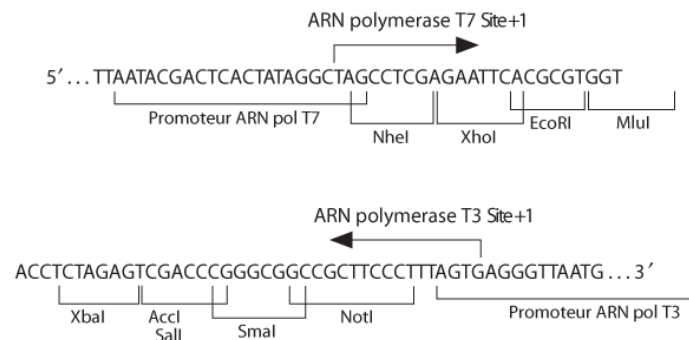 ARN polymerase T7 Site+1
5′...TTAATACGACTCACTATAGGCTAGCCTCGAGAATTCACGCGTGGT
Promoteur ARN pol T7
NheI
XhoI
EcoRI
MluI
ARN polymerase T3 Site+1
ACCTCTAGAGTCGACCCGGGCGGCCGCTTCCCTTTAGTGAGGGTTAATG...3′
XbaI
AccI
SalI
SmaI
NotI
Promoteur ARN pol T3